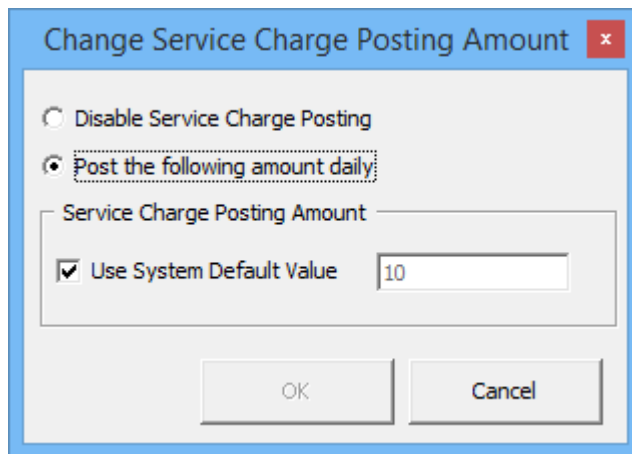 Change Service Charge Posting Amount
x
Disable Service Charge Posting
Post the following amount daily
Service Charge Posting Amount
Use System Default Value 10
OK Cancel